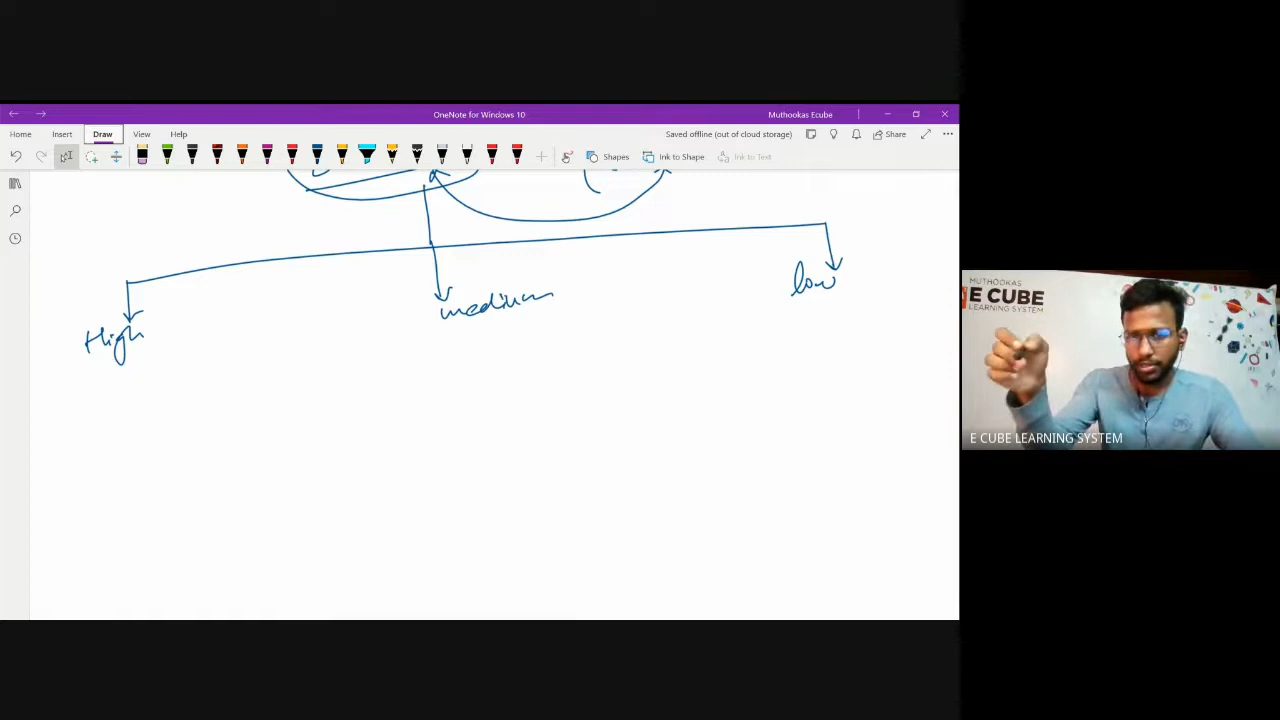 OneNote for Windows 10
Muthookas Ecube
Home Insert Draw View Help
Saved offline (out of cloud storage)
Share
Shapes
Ink to Shape
Ink to Text
low
medium
High
MUTHOOKAS
E CUBE
LEARNING SYSTEM
E CUBE LEARNING SYSTEM